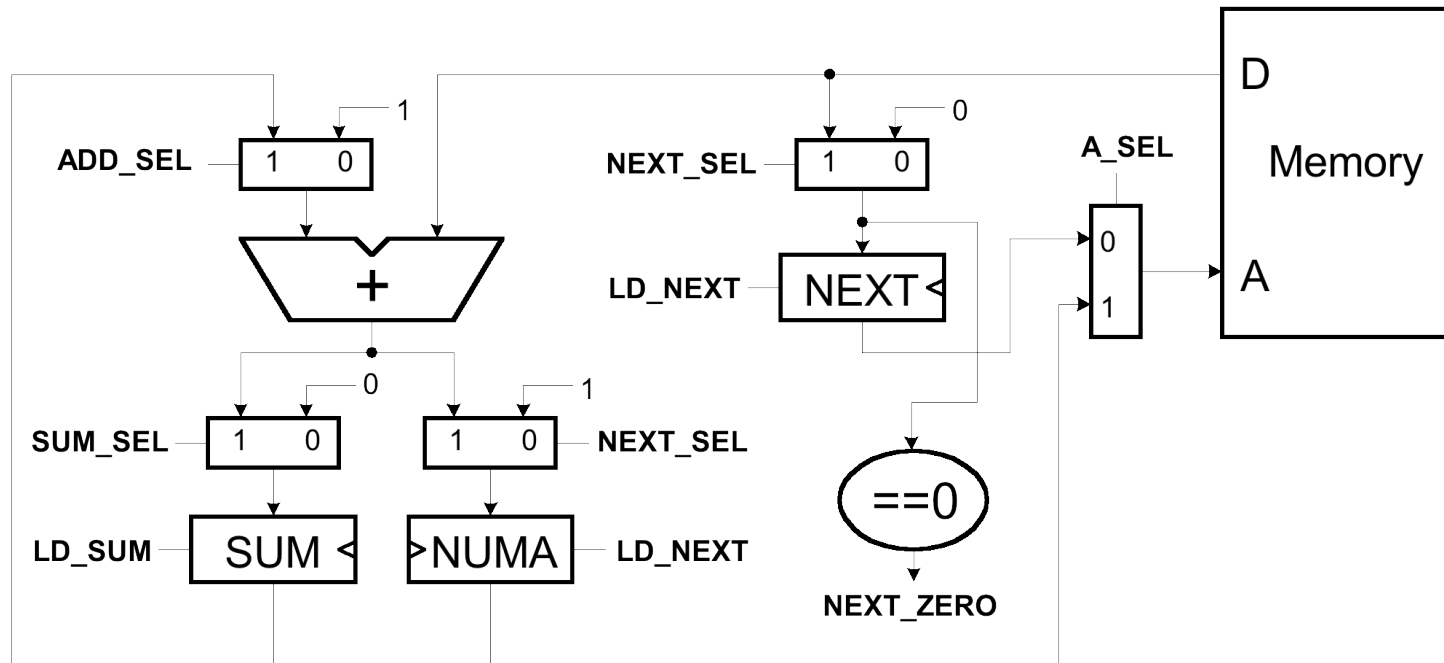 D
1
0
ADD_SEL
1 0
NEXT_SEL
1 0
A_SEL
Memory
0
+
LD_NEXT
NEXT
1
A
0
1
SUM_SEL
1 0
1 0
NEXT_SEL
==0
LD_SUM
SUM
NUMA
LD_NEXT
NEXT_ZERO